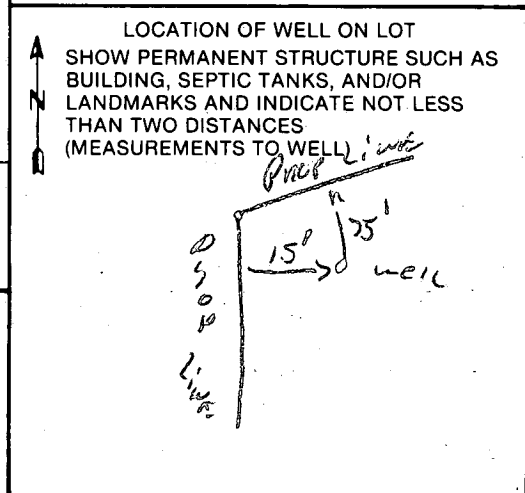 LOCATION OF WELL ON LOT
SHOW PERMANENT STRUCTURE SUCH AS
BUILDING, SEPTIC TANKS, AND/OR
N LANDMARKS AND INDICATE NOT LESS
THAN TWO DISTANCES
(MEASUREMENTS TO WELL)
Prop Line
15'
well
Prop
Line